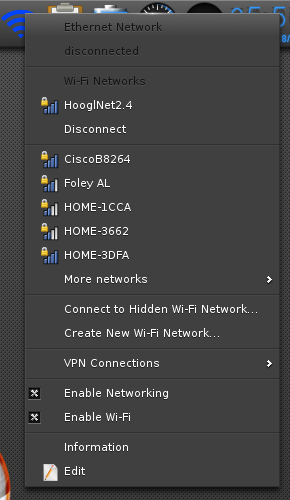 Ethernet Network
disconnected
Wi-Fi Networks
HooglNet2.4
Disconnect
CiscoB8264
Foley AL
HOME-1CCA
HOME-3662
HOME-3DFA
More networks
Connect to Hidden Wi-Fi Network...
Create New Wi-Fi Network...
VPN Connections
Enable Networking
Enable Wi-Fi
Information
Edit